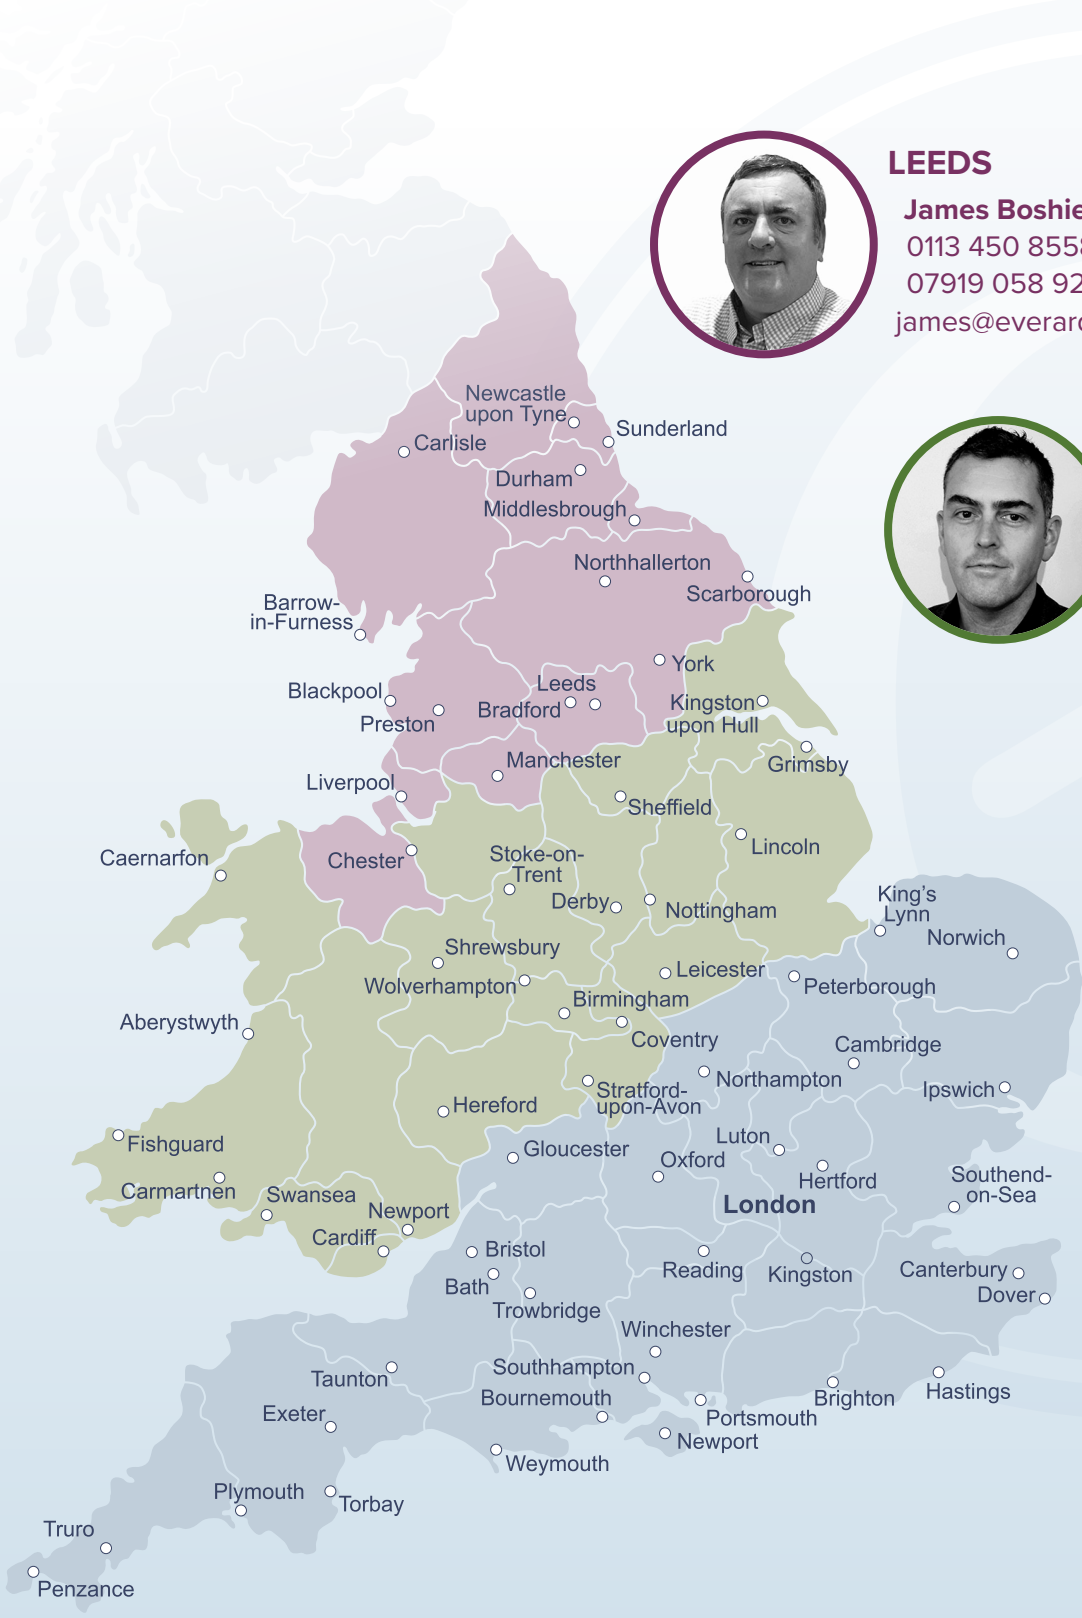 LEEDS
James Boshie
0113 450 8558
07919 058 92
james@everard
Newcastle
upon Tyne
Sunderland
Carlisle
Durham
Middlesbrough
Northhallerton
Scarborough
Barrow-
in-Furness
York
Leeds
Blackpool
Bradford
Kingston
upon Hull
Preston
Manchester
Grimsby
Liverpool
Sheffield
Lincoln
Caernarfon
Chester
Stoke-on-
Trent
Derby
Nottingham
King's
Lynn
Norwich
Shrewsbury
Leicester
Wolverhampton
Peterborough
Birmingham
Aberystwyth
Coventry
Cambridge
Northampton
Ipswich
Stratford-
upon-Avon
Hereford
Fishguard
Luton
Gloucester
Oxford
Southend-
on-Sea
Hertford
Carmartnen
Swansea
London
Newport
Cardiff
Bristol
Reading
Kingston
Canterbury
Bath
Dover
Trowbridge
Winchester
Southhampton
Taunton
Bournemouth
Brighton
Hastings
Exeter
Portsmouth
Newport
Weymouth
Plymouth
Torbay
Truro
Penzance